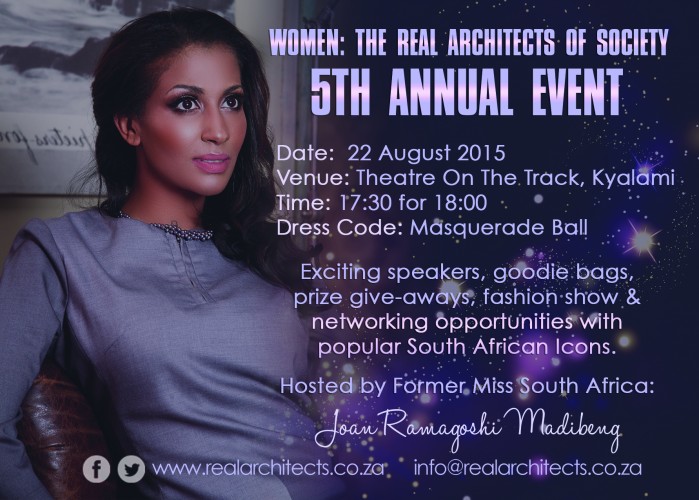 WOMEN: THE REAL ARCHITECTS OF SOCIETY
5TH ANNUAL EVENT
Date: 22 August 2015
Venue: Theatre On The Track, Kyalami
Time: 17:30 for 18:00
Dress Code: Masquerade Ball
Exciting speakers, goodie bags,
prize give-aways, fashion show &
networking opportunities with
popular South African Icons.
Hosted by Former Miss South Africa:
Joan Ramagoshi Madibeng
www.realarchitects.co.za info@realarchitects.co.za